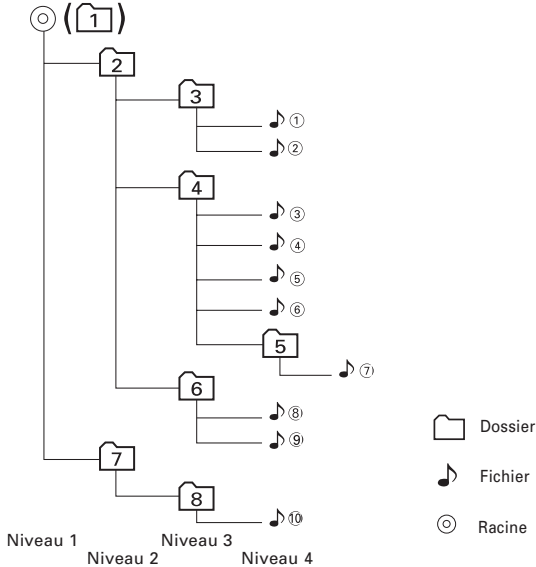 (1)
2
3
①
②
4
③
④
⑤
⑥
5
⑦
6
⑧
⑨
7
8
⑩
Dossier
Fichier
Racine
Niveau 1
Niveau 2
Niveau 3
Niveau 4